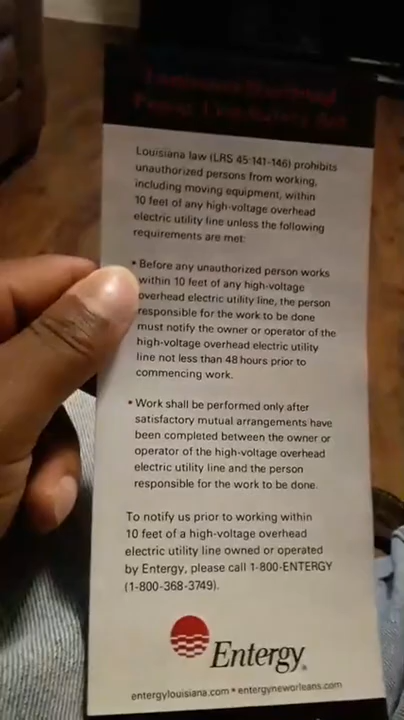 Louisiana Overhead
Power Line Safety Act
Louisiana law (LRS 45:141-146) prohibits
unauthorized persons from working,
including moving equipment, within
10 feet of any high-voltage overhead
electric utility line unless the following
requirements are met:
• Before any unauthorized person works
within 10 feet of any high-voltage
overhead electric utility line, the person
responsible for the work to be done
must notify the owner or operator of the
high-voltage overhead electric utility
line not less than 48 hours prior to
commencing work.
• Work shall be performed only after
satisfactory mutual arrangements have
been completed between the owner or
operator of the high-voltage overhead
electric utility line and the person
responsible for the work to be done.
To notify us prior to working within
10 feet of a high-voltage overhead
electric utility line owned or operated
by Entergy, please call 1-800-ENTERGY
(1-800-368-3749).
Entergy®
entergylouisiana.com • entergyneworleans.com